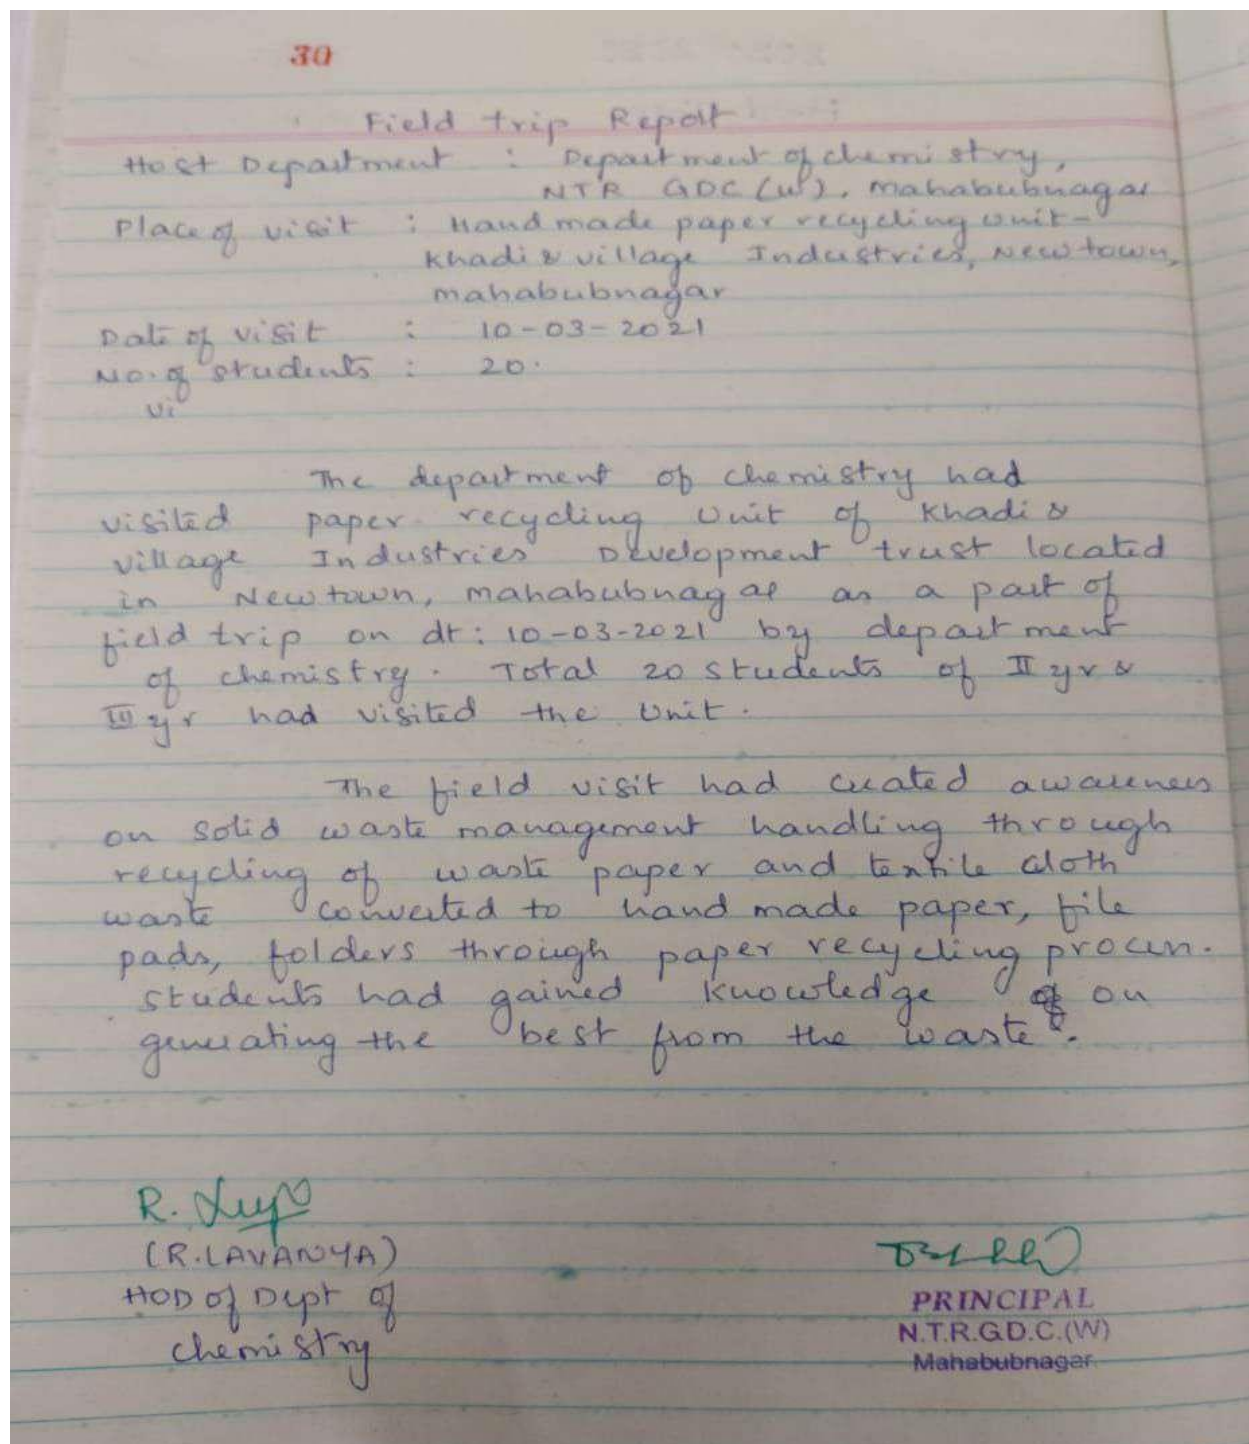 30
Field trip Report
Host Department : Department of chemistry,
NTR GDC (w), Mahabubnagar
Place of visit : Handmade paper recycling unit-
Khadi & village Industries, New town,
mahabubnagar
Date of visit : 10-03-2021
No. of students : 20.
Vi
The department of chemistry had
visited paper recycling Unit of Khadi &
village Industries Development trust located
in New town, mahabubnagar as a part of
field trip on dt: 10-03-2021 by department
of chemistry. Total 20 students of II yr &
III yr had visited the Unit.
The field visit had created awareness
on solid waste management handling through
recycling of waste paper and textile cloth
waste converted to hand made paper, file
pads, folders through paper recycling process.
students had gained knowledge on
generating the best from the waste.
R.
(R. LAVANYA)
HOD of Dept of
chemistry
PRINCIPAL
N.T.R.G.D.C.(W)
Mahabubnagar